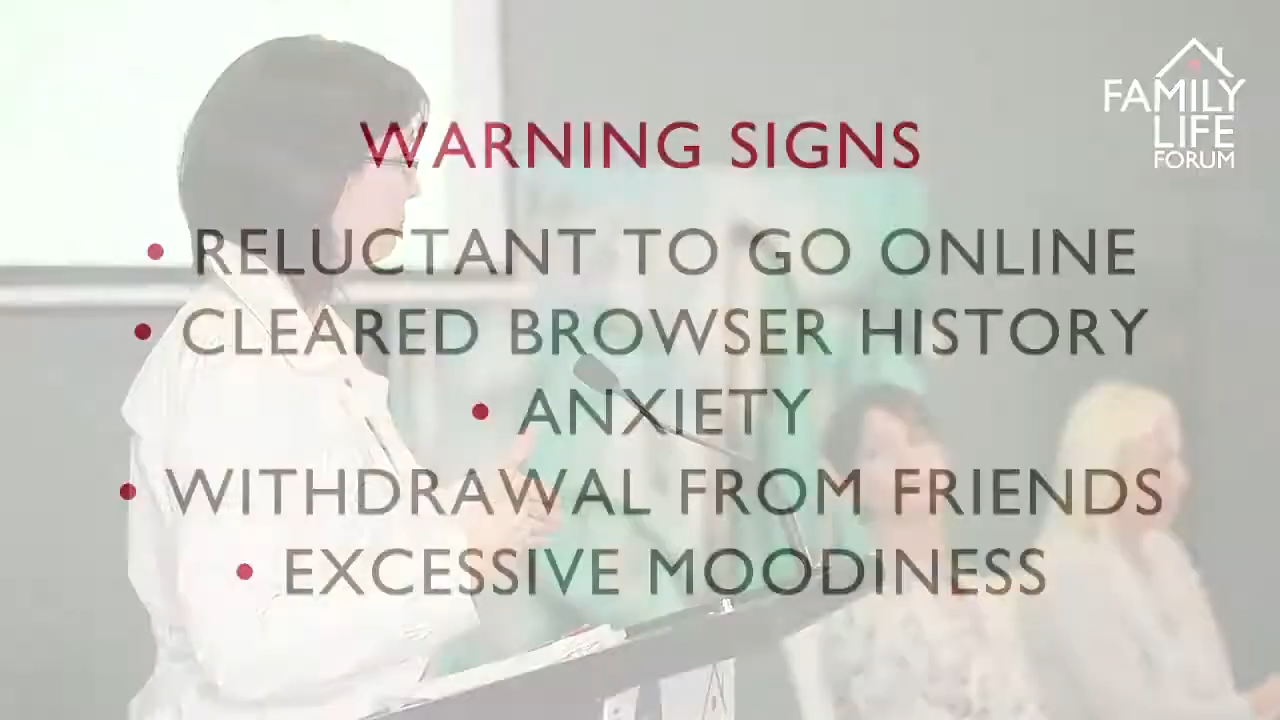 FAMILY
LIFE
FORUM
WARNING SIGNS
• RELUCTANT TO GO ONLINE
• CLEARED BROWSER HISTORY
• ANXIETY
• WITHDRAWAL FROM FRIENDS
• EXCESSIVE MOODINESS